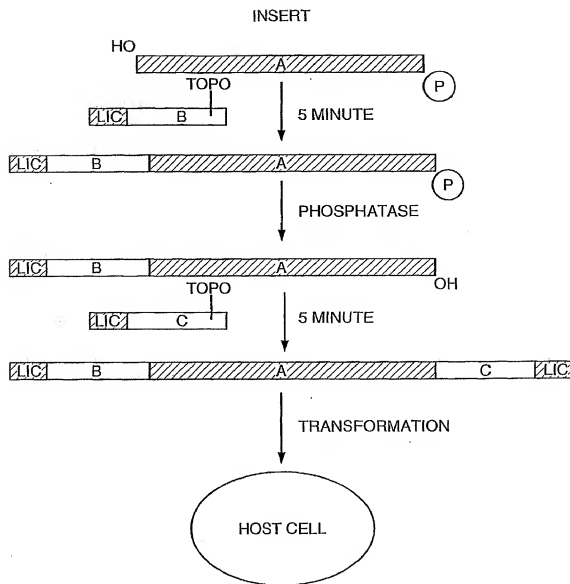 INSERT
HO
A
P
TOPO
LIC B
5 MINUTE
LIC B A
P
PHOSPHATASE
LIC B A
OH
TOPO
LIC C
5 MINUTE
LIC B A C LIC
TRANSFORMATION
HOST CELL